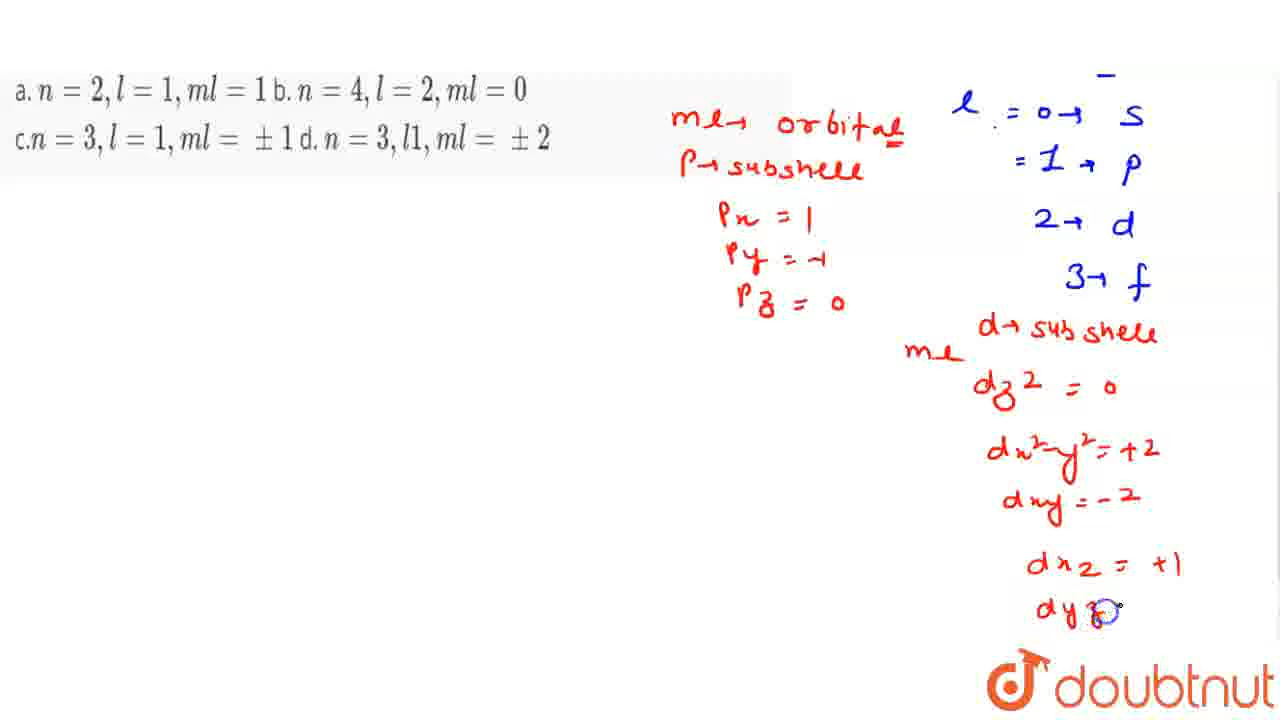 a. n = 2, l = 1, ml = 1 b. n = 4, l = 2, ml = 0
c.n = 3, l = 1, ml = ±1 d. n = 3, l1, ml = ±2
ml→ orbital
P→ subshell
Px = 1
Py = -1
Pz = 0
l = 0→ S
= 1→ p
2→ d
3→ f
d→ subshell
ml
dz2 = 0
dx²-y² = +2
dxy = -2
dxz = +1
dyz
doubtnut